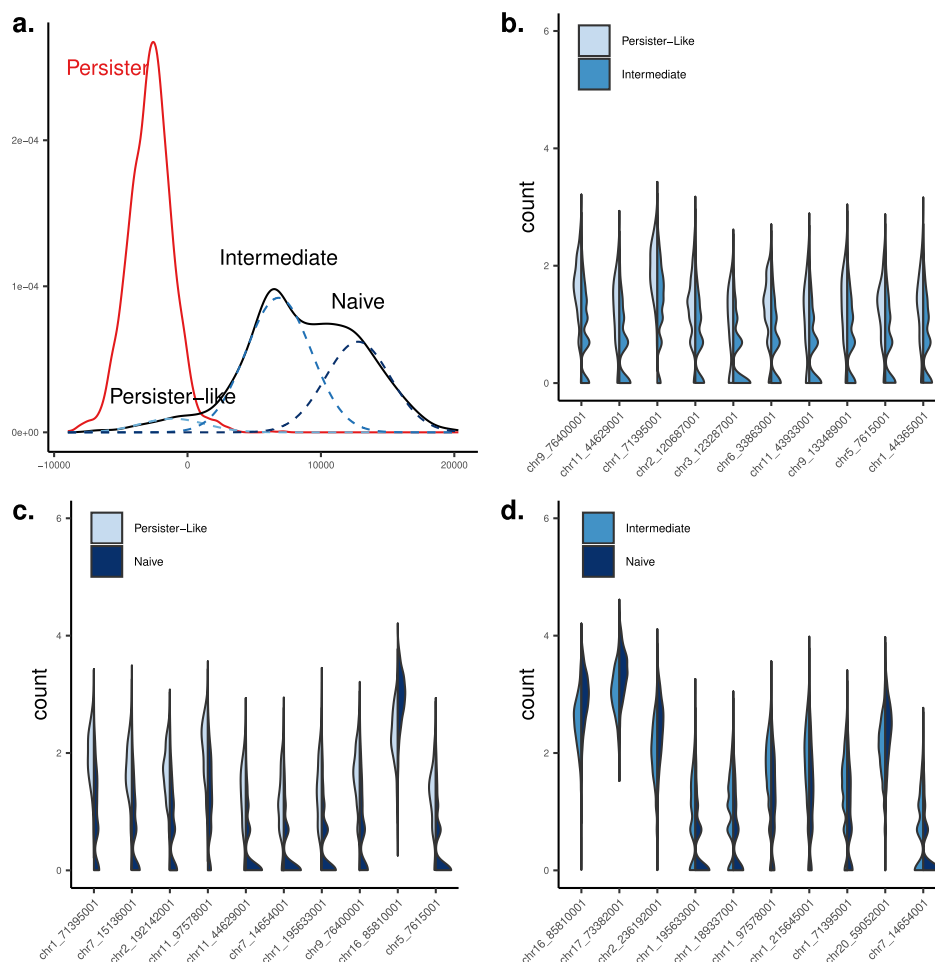 a.
Persister
Intermediate
Naive
Persister−like
2e−04
1e−04
0e+00
−10000
0
10000
20000
b.
Persister−Like
Intermediate
count
6
4
2
0
chr9_76400001
chr11_44629001
chr1_71395001
chr2_120687001
chr3_123287001
chr6_33863001
chr11_43933001
chr9_133489001
chr5_7615001
chr1_44365001
c.
Persister−Like
Naive
count
6
4
2
0
chr1_71395001
chr7_15136001
chr2_192142001
chr11_97578001
chr11_44629001
chr7_14654001
chr1_195633001
chr9_76400001
chr16_85810001
chr5_7615001
d.
Intermediate
Naive
count
6
4
2
0
chr16_85810001
chr17_73382001
chr2_236192001
chr1_195633001
chr1_189337001
chr11_97578001
chr1_215645001
chr1_71395001
chr20_59052001
chr7_14654001